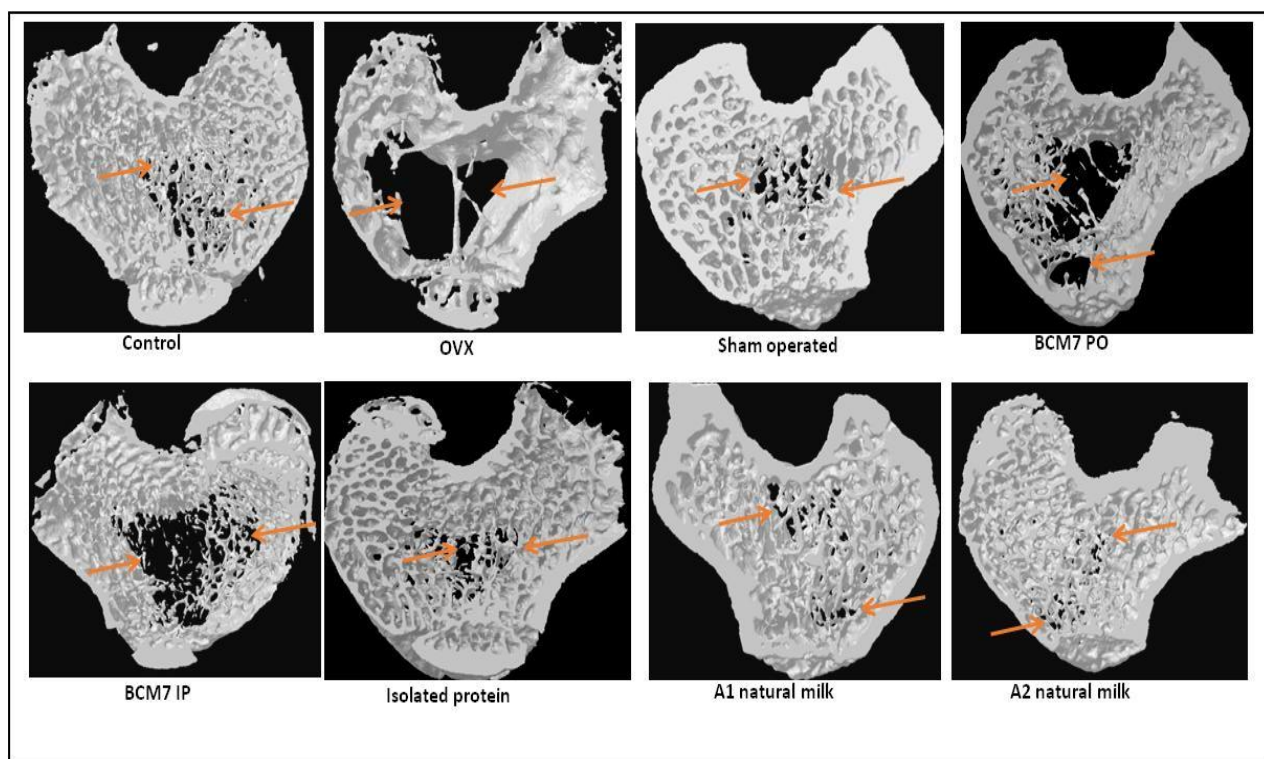 Control
OVX
Sham operated
BCM7 PO
BCM7 IP
Isolated protein
A1 natural milk
A2 natural milk